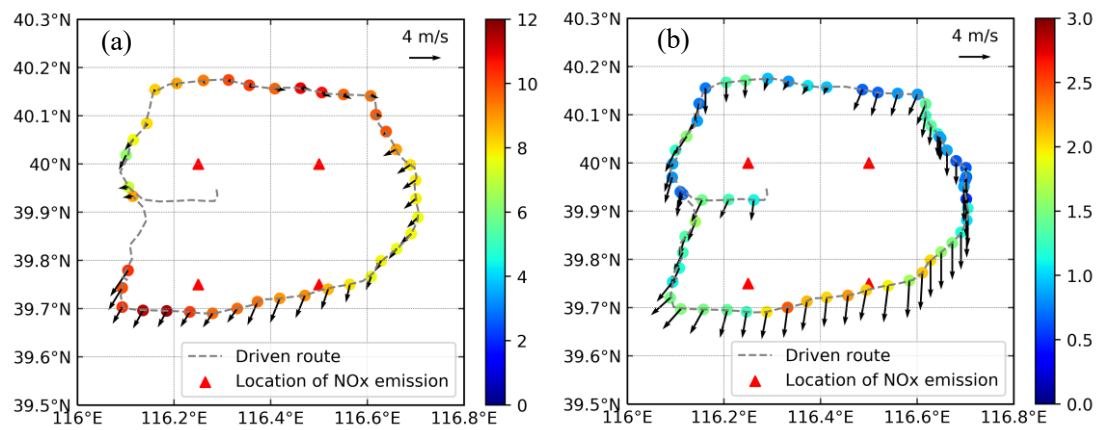 (a)
4 m/s
40.3°N
40.2°N
40.1°N
40°N
39.9°N
39.8°N
39.7°N
39.6°N
39.5°N
116°E
116.2°E
116.4°E
116.6°E
116.8°E
Driven route
Location of NOx emission
12
10
8
6
4
2
0
(b)
4 m/s
40.3°N
40.2°N
40.1°N
40°N
39.9°N
39.8°N
39.7°N
39.6°N
39.5°N
116°E
116.2°E
116.4°E
116.6°E
116.8°E
Driven route
Location of NOx emission
3.0
2.5
2.0
1.5
1.0
0.5
0.0